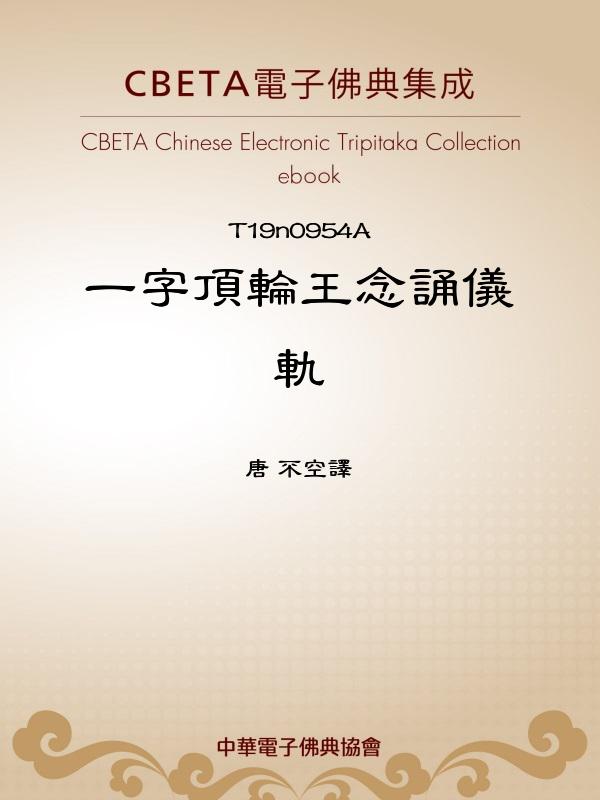 CBETA電子佛典集成
CBETA Chinese Electronic Tripitaka Collection
ebook
T19n0954A
一字頂輪王念誦儀
軌
唐 不空譯
中華電子佛典協會